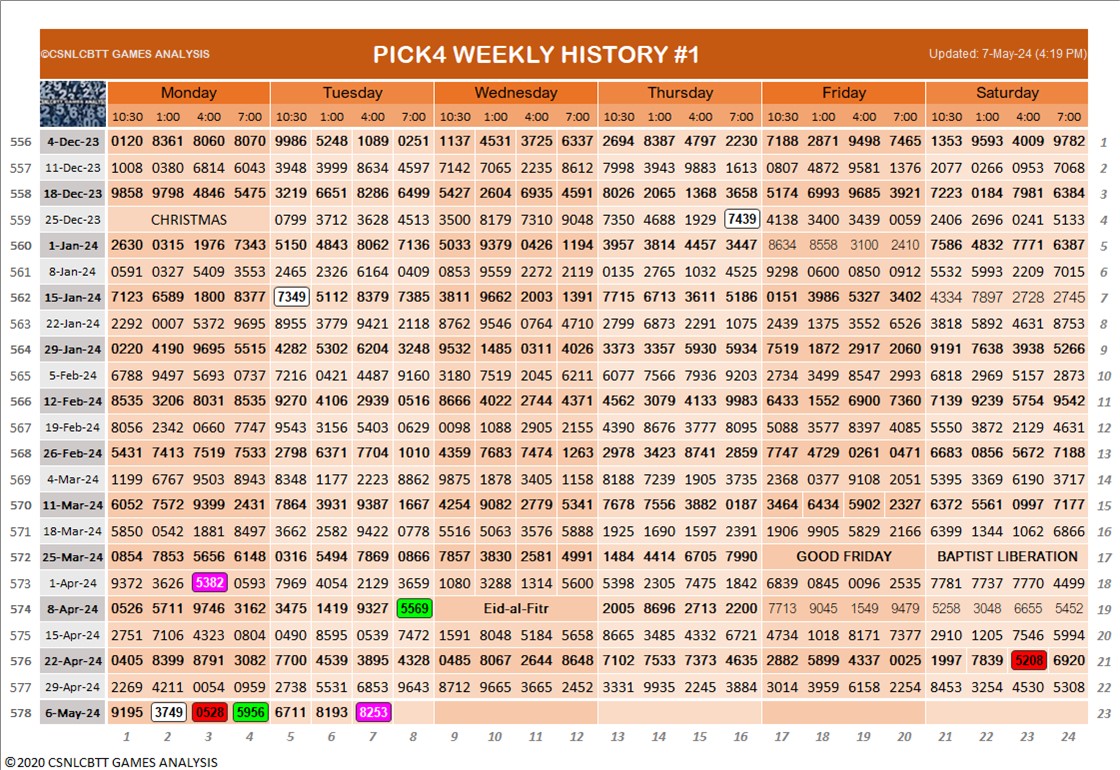 ©CSNLCBTT GAMES ANALYSIS PICK4 WEEKLY HISTORY #1 Updated: 7-May-24 (4:19 PM)
Monday Tuesday Wednesday Thursday Friday Saturday
10:30 1:00 4:00 7:00 10:30 1:00 4:00 7:00 10:30 1:00 4:00 7:00 10:30 1:00 4:00 7:00 10:30 1:00 4:00 7:00 10:30 1:00 4:00 7:00
556 4-Dec-23 0120 8361 8060 8070 9986 5248 1089 0251 1137 4531 3725 6337 2694 8387 4797 2230 7188 2871 9498 7465 1353 9593 4009 9782 1
557 11-Dec-23 1008 0380 6814 6043 3948 3999 8634 4597 7142 7065 2235 8612 7998 3943 9883 1613 0807 4872 9581 1376 2077 0266 0953 7068 2
558 18-Dec-23 9858 9798 4846 5475 3219 6651 8286 6499 5427 2604 6935 4591 8026 2065 1368 3658 5174 6993 9685 3921 7223 0184 7981 6384 3
559 25-Dec-23 CHRISTMAS 0799 3712 3628 4513 3500 8179 7310 9048 7350 4688 1929 7439 4138 3400 3439 0059 2406 2696 0241 5133 4
560 1-Jan-24 2630 0315 1976 7343 5150 4843 8062 7136 5033 9379 0426 1194 3957 3814 4457 3447 8634 8558 3100 2410 7586 4832 7771 6387 5
561 8-Jan-24 0591 0327 5409 3553 2465 2326 6164 0409 0853 9559 2272 2119 0135 2765 1032 4525 9298 0600 0850 0912 5532 5993 2209 7015 6
562 15-Jan-24 7123 6589 1800 8377 7349 5112 8379 7385 3811 9662 2003 1391 7715 6713 3611 5186 0151 3986 5327 3402 4334 7897 2728 2745 7
563 22-Jan-24 2292 0007 5372 9695 8955 3779 9421 2118 8762 9546 0764 4710 2799 6873 2291 1075 2439 1375 3552 6526 3818 5892 4631 8753 8
564 29-Jan-24 0220 4190 9695 5515 4282 5302 6204 3248 9532 1485 0311 4026 3373 3357 5930 5934 7519 1872 2917 2060 9191 7638 3938 5266 9
565 5-Feb-24 6788 9497 5693 0737 7216 0421 4487 9160 3180 7519 2045 6211 6077 7566 7936 9203 2734 3499 8547 2993 6818 2969 5157 2873 10
566 12-Feb-24 8535 3206 8031 8535 9270 4106 2939 0516 8666 4022 2744 4371 4562 3079 4133 9983 6433 1552 6900 7360 7139 9239 5754 9542 11
567 19-Feb-24 8056 2342 0660 7747 9543 3156 5403 0629 0098 1088 2905 2155 4390 8676 3777 8095 5088 3577 8397 4085 5550 3872 2129 4631 12
568 26-Feb-24 5431 7413 7519 7533 2798 6371 7704 1010 4359 7683 7474 1263 2978 3423 8741 2859 7747 4729 0261 0471 6683 0856 5672 7188 13
569 4-Mar-24 1199 6767 9503 8943 8348 1177 2223 8862 9875 1878 3405 1158 8188 7239 1905 3735 2368 0377 9108 2051 5395 3369 6190 3717 14
570 11-Mar-24 6052 7572 9399 2431 7864 3931 9387 1667 4254 9082 2779 5341 7678 7556 3882 0187 3464 6434 5902 2327 6372 5561 0997 7177 15
571 18-Mar-24 5850 0542 1881 8497 3662 2582 9422 0778 5516 5063 3576 5888 1925 1690 1597 2391 1906 9905 5829 2166 6399 1344 1062 6866 16
572 25-Mar-24 0854 7853 5656 6148 0316 5494 7869 0866 7857 3830 2581 4991 1484 4414 6705 7990 GOOD FRIDAY BAPTIST LIBERATION 17
573 1-Apr-24 9372 3626 5382 0593 7969 4054 2129 3659 1080 3288 1314 5600 5398 2305 7475 1842 6839 0845 0096 5235 7781 7737 7770 4499 18
574 8-Apr-24 0526 5711 9746 3162 3475 1419 9327 5569 Eid-al-Fitr 2005 8696 2713 2200 7713 9045 1549 9479 5258 3048 6655 5452 19
575 15-Apr-24 2751 7106 4323 0804 0490 8595 0539 7472 1591 8048 5184 5658 8665 3485 4332 6721 4734 1018 8171 7377 2910 1205 7546 5994 20
576 22-Apr-24 0405 8399 8791 3082 7700 4539 3895 4328 0485 8067 2644 8648 7102 7533 7373 4635 2882 5899 4337 0025 1997 7839 5208 6920 21
577 29-Apr-24 2269 4211 0054 0959 2738 5531 6853 9643 8712 9665 3665 2452 3331 9935 2245 3884 3014 3959 6158 2254 8453 3254 4530 5308 22
578 6-May-24 9195 3749 0528 5956 6711 8193 8253 23
1 2 3 4 5 6 7 8 9 10 11 12 13 14 15 16 17 18 19 20 21 22 23 24
©2020 CSNLCBTT GAMES ANALYSIS